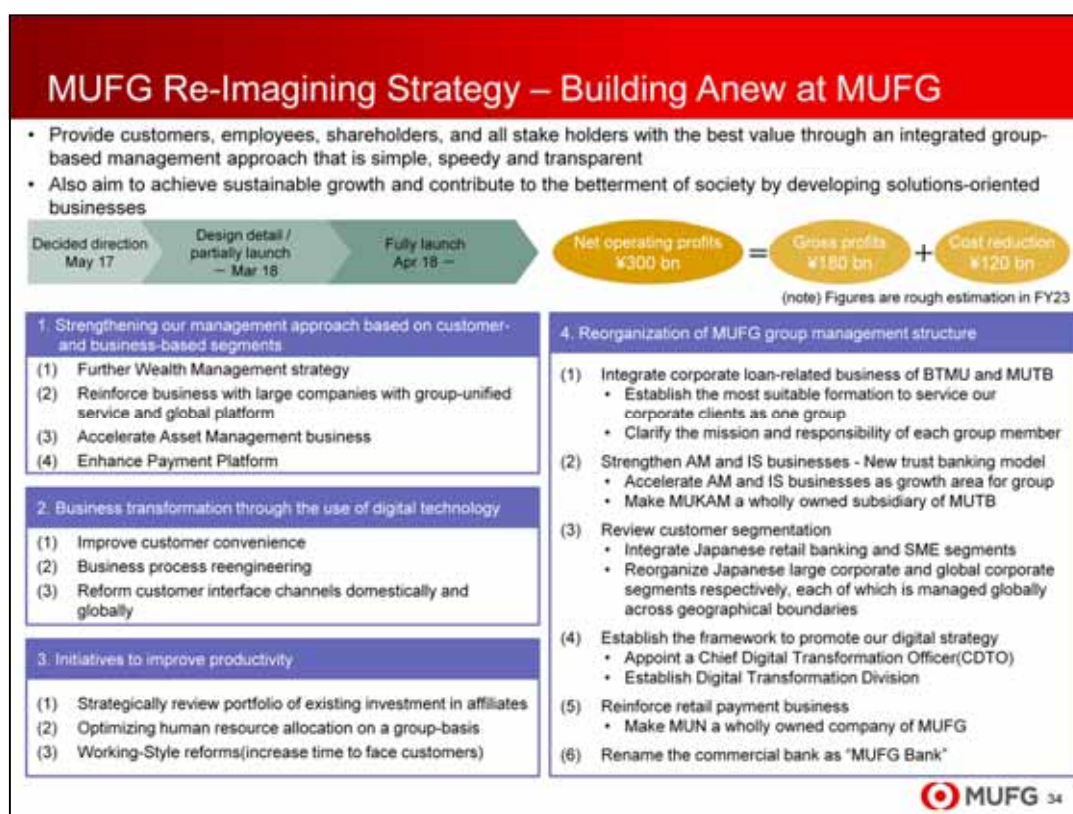 MUFG Re-Imagining Strategy – Building Anew at MUFG
• Provide customers, employees, shareholders, and all stake holders with the best value through an integrated group-
based management approach that is simple, speedy and transparent
• Also aim to achieve sustainable growth and contribute to the betterment of society by developing solutions-oriented
businesses
Decided direction
May 17
Design detail /
partially launch
– Mar 18
Fully launch
Apr 18 –
Net operating profits
¥300 bn
=
Gross profits
¥180 bn
+
Cost reduction
¥120 bn
(note) Figures are rough estimation in FY23
1. Strengthening our management approach based on customer-
and business-based segments
(1) Further Wealth Management strategy
(2) Reinforce business with large companies with group-unified
service and global platform
(3) Accelerate Asset Management business
(4) Enhance Payment Platform
2. Business transformation through the use of digital technology
(1) Improve customer convenience
(2) Business process reengineering
(3) Reform customer interface channels domestically and
globally
3. Initiatives to improve productivity
(1) Strategically review portfolio of existing investment in affiliates
(2) Optimizing human resource allocation on a group-basis
(3) Working-Style reforms(increase time to face customers)
4. Reorganization of MUFG group management structure
(1) Integrate corporate loan-related business of BTMU and MUTB
• Establish the most suitable formation to service our
corporate clients as one group
• Clarify the mission and responsibility of each group member
(2) Strengthen AM and IS businesses - New trust banking model
• Accelerate AM and IS businesses as growth area for group
• Make MUKAM a wholly owned subsidiary of MUTB
(3) Review customer segmentation
• Integrate Japanese retail banking and SME segments
• Reorganize Japanese large corporate and global corporate
segments respectively, each of which is managed globally
across geographical boundaries
(4) Establish the framework to promote our digital strategy
• Appoint a Chief Digital Transformation Officer(CDTO)
• Establish Digital Transformation Division
(5) Reinforce retail payment business
• Make MUN a wholly owned company of MUFG
(6) Rename the commercial bank as "MUFG Bank"
MUFG 34